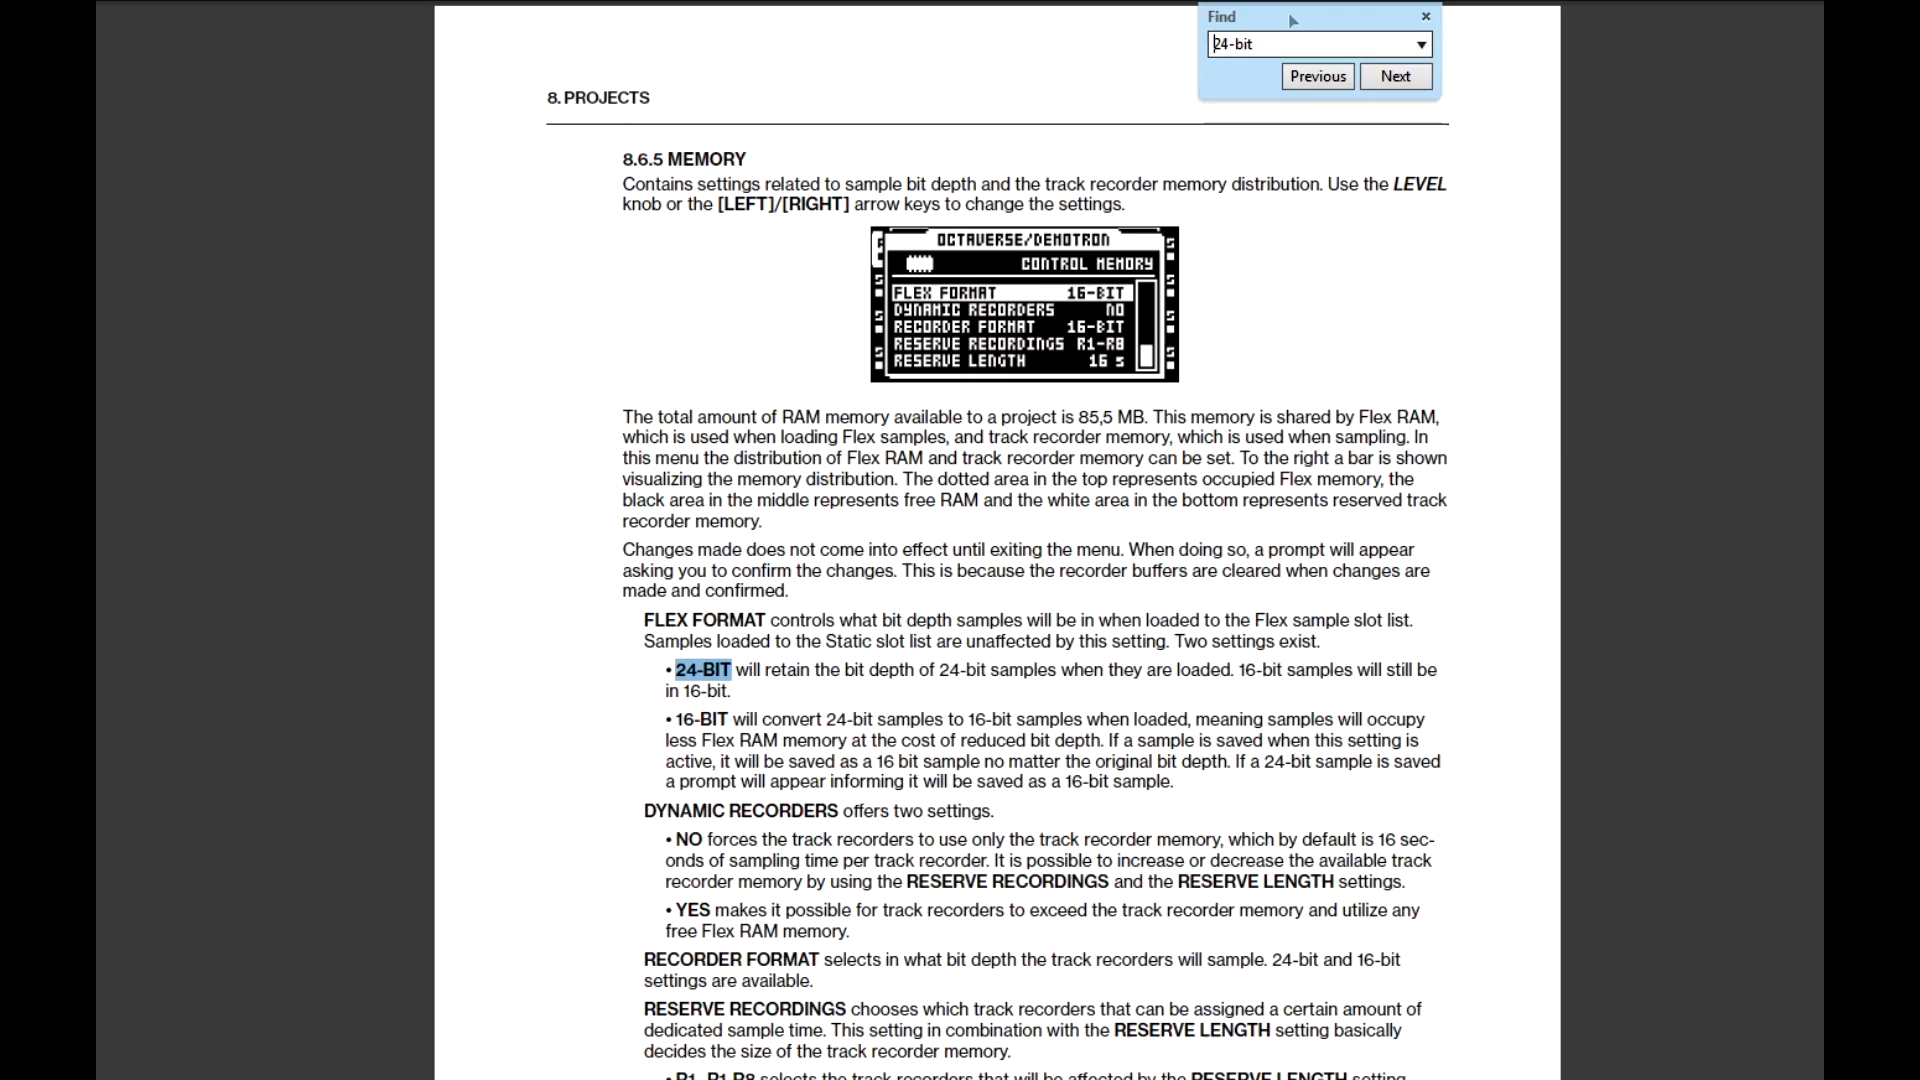 Find
24-bit
Previous Next
8. PROJECTS
8.6.5 MEMORY
Contains settings related to sample bit depth and the track recorder memory distribution. Use the LEVEL
knob or the [LEFT]/[RIGHT] arrow keys to change the settings.
OCTAVERSE/DEMOTRON
CONTROL MEMORY
FLEX FORMAT 16-BIT
DYNAMIC RECORDERS NO
RECORDER FORMAT 16-BIT
RESERVE RECORDINGS R1-R8
RESERVE LENGTH 16 s
The total amount of RAM memory available to a project is 85,5 MB. This memory is shared by Flex RAM,
which is used when loading Flex samples, and track recorder memory, which is used when sampling. In
this menu the distribution of Flex RAM and track recorder memory can be set. To the right a bar is shown
visualizing the memory distribution. The dotted area in the top represents occupied Flex memory, the
black area in the middle represents free RAM and the white area in the bottom represents reserved track
recorder memory.
Changes made does not come into effect until exiting the menu. When doing so, a prompt will appear
asking you to confirm the changes. This is because the recorder buffers are cleared when changes are
made and confirmed.
FLEX FORMAT controls what bit depth samples will be in when loaded to the Flex sample slot list.
Samples loaded to the Static slot list are unaffected by this setting. Two settings exist.
• 24-BIT will retain the bit depth of 24-bit samples when they are loaded. 16-bit samples will still be
in 16-bit.
• 16-BIT will convert 24-bit samples to 16-bit samples when loaded, meaning samples will occupy
less Flex RAM memory at the cost of reduced bit depth. If a sample is saved when this setting is
active, it will be saved as a 16 bit sample no matter the original bit depth. If a 24-bit sample is saved
a prompt will appear informing it will be saved as a 16-bit sample.
DYNAMIC RECORDERS offers two settings.
• NO forces the track recorders to use only the track recorder memory, which by default is 16 sec-
onds of sampling time per track recorder. It is possible to increase or decrease the available track
recorder memory by using the RESERVE RECORDINGS and the RESERVE LENGTH settings.
• YES makes it possible for track recorders to exceed the track recorder memory and utilize any
free Flex RAM memory.
RECORDER FORMAT selects in what bit depth the track recorders will sample. 24-bit and 16-bit
settings are available.
RESERVE RECORDINGS chooses which track recorders that can be assigned a certain amount of
dedicated sample time. This setting in combination with the RESERVE LENGTH setting basically
decides the size of the track recorder memory.
• R1, R1-R8 selects the track recorders that will be affected by the RESERVE LENGTH setting